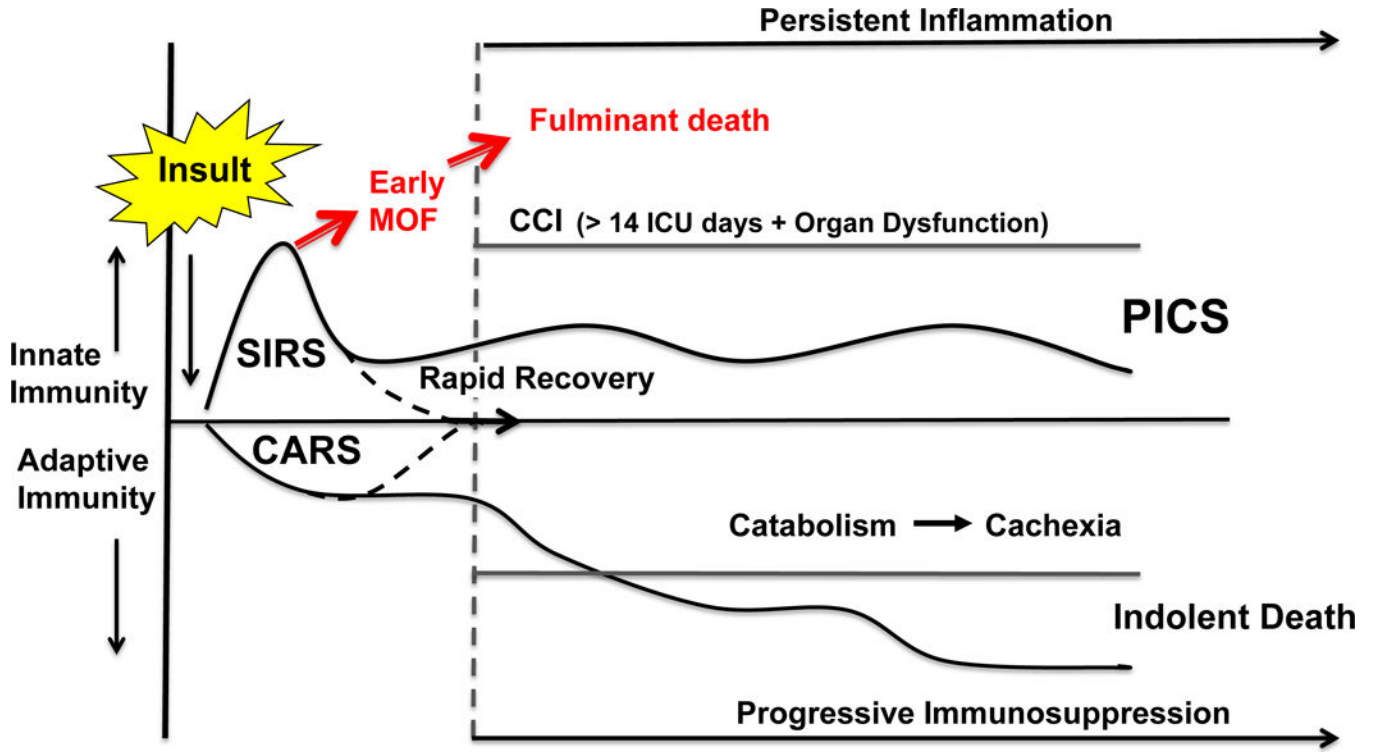 Persistent Inflammation
Insult
Fulminant death
Early
MOF
CCI (> 14 ICU days + Organ Dysfunction)
PICS
Innate
Immunity
SIRS
Rapid Recovery
CARS
Adaptive
Immunity
Catabolism → Cachexia
Indolent Death
Progressive Immunosuppression